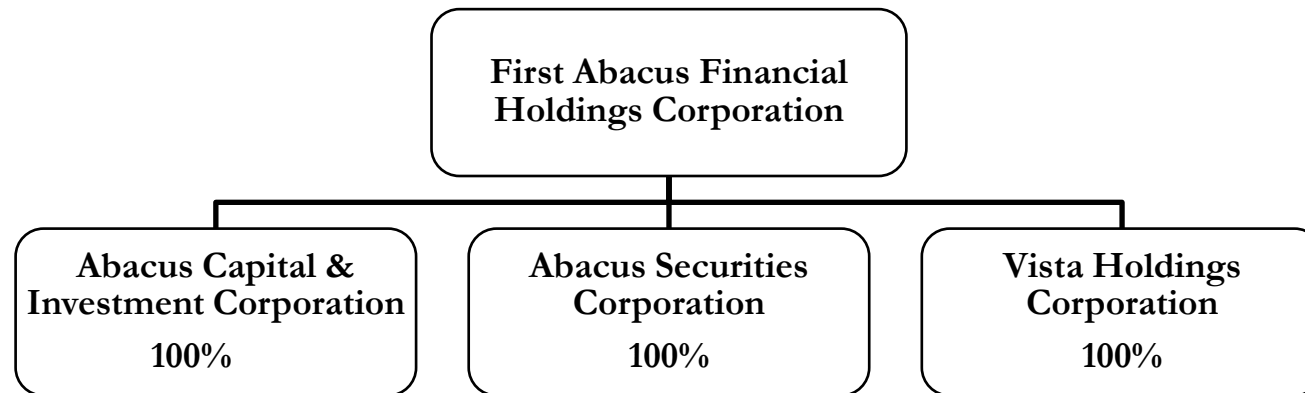 First Abacus Financial
Holdings Corporation
Abacus Capital &
Investment Corporation
100%
Abacus Securities
Corporation
100%
Vista Holdings
Corporation
100%